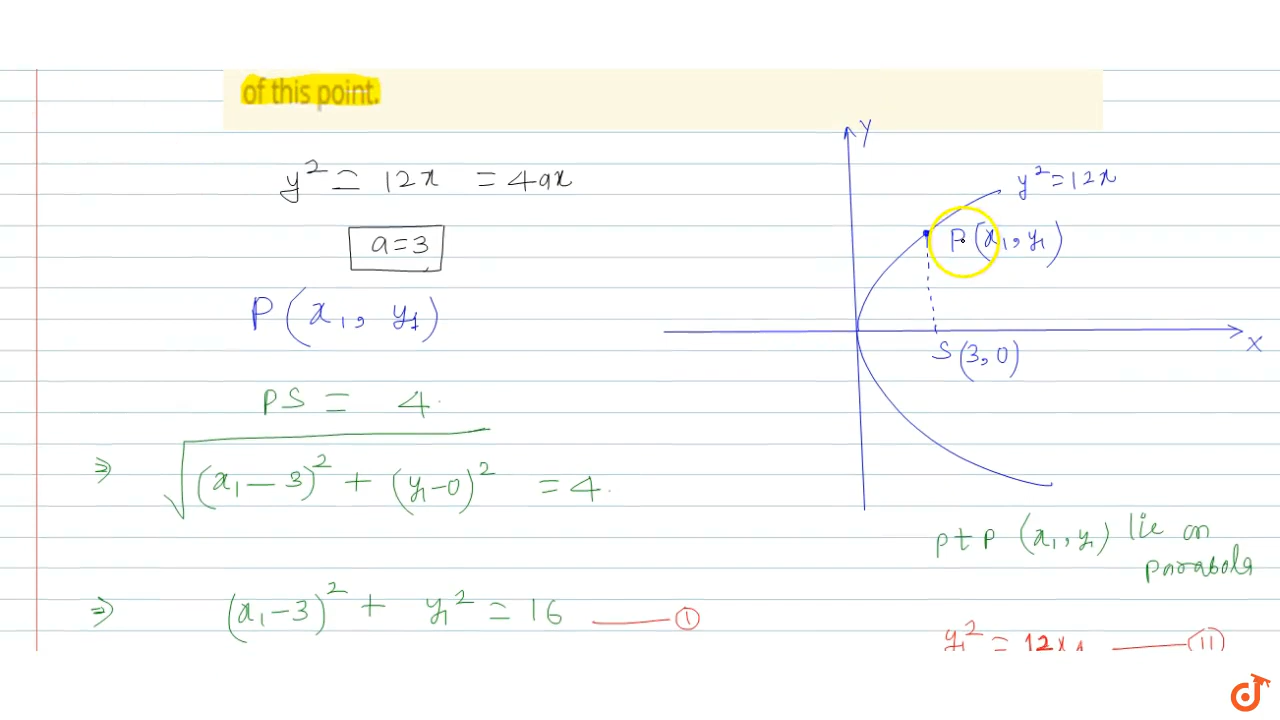 of this point.
y² = 12x = 4ax
a = 3
P (x₁, y₁)
PS = 4.
⇒ √(x₁ - 3)² + (y₁ - 0)² = 4.
⇒ (x₁ - 3)² + y₁² = 16 —— ①
Y
y² = 12x
P (x₁, y₁)
S (3, 0)
X
pt P (x₁, y₁) lie on
parabola
y₁² = 12x₁ —— ⑪